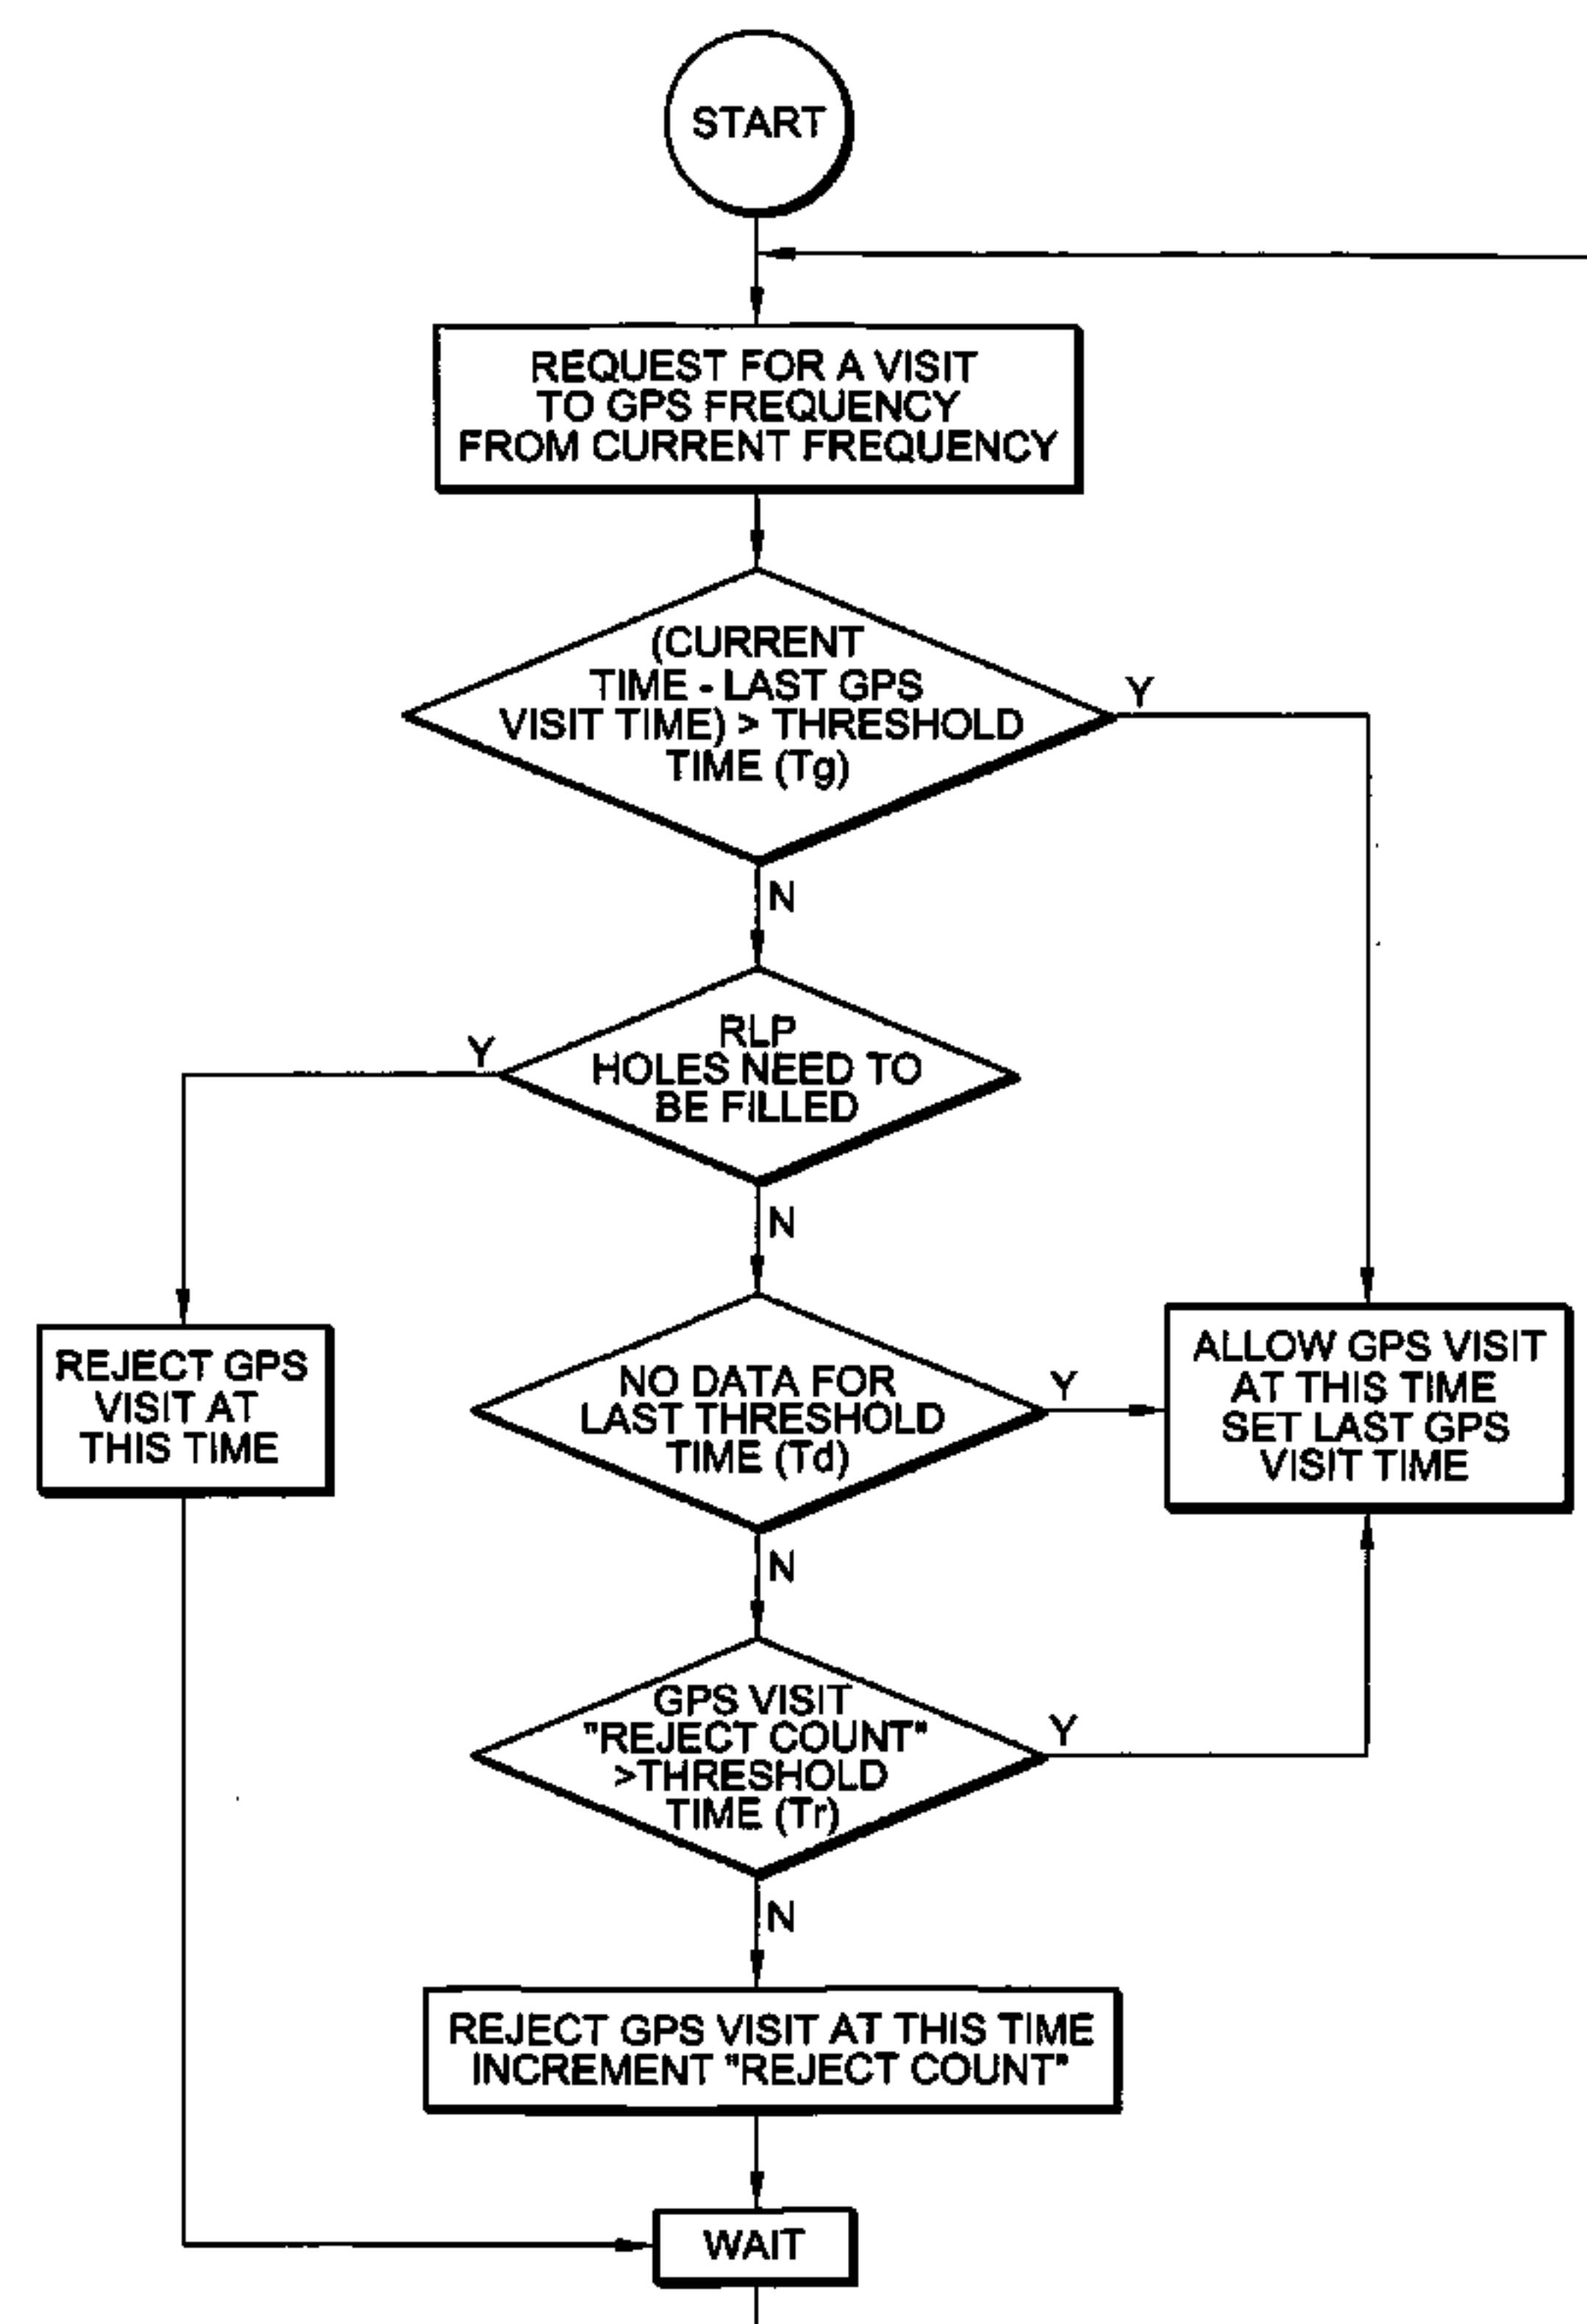 START
REQUEST FOR A VISIT
TO GPS FREQUENCY
FROM CURRENT FREQUENCY
(CURRENT
TIME - LAST GPS
VISIT TIME) > THRESHOLD
TIME (Tg)
Y
N
RLP
HOLES NEED TO
BE FILLED
Y
N
REJECT GPS
VISIT AT
THIS TIME
NO DATA FOR
LAST THRESHOLD
TIME (Td)
Y
N
ALLOW GPS VISIT
AT THIS TIME
SET LAST GPS
VISIT TIME
GPS VISIT
"REJECT COUNT"
>THRESHOLD
TIME (Tr)
Y
N
REJECT GPS VISIT AT THIS TIME
INCREMENT "REJECT COUNT"
WAIT